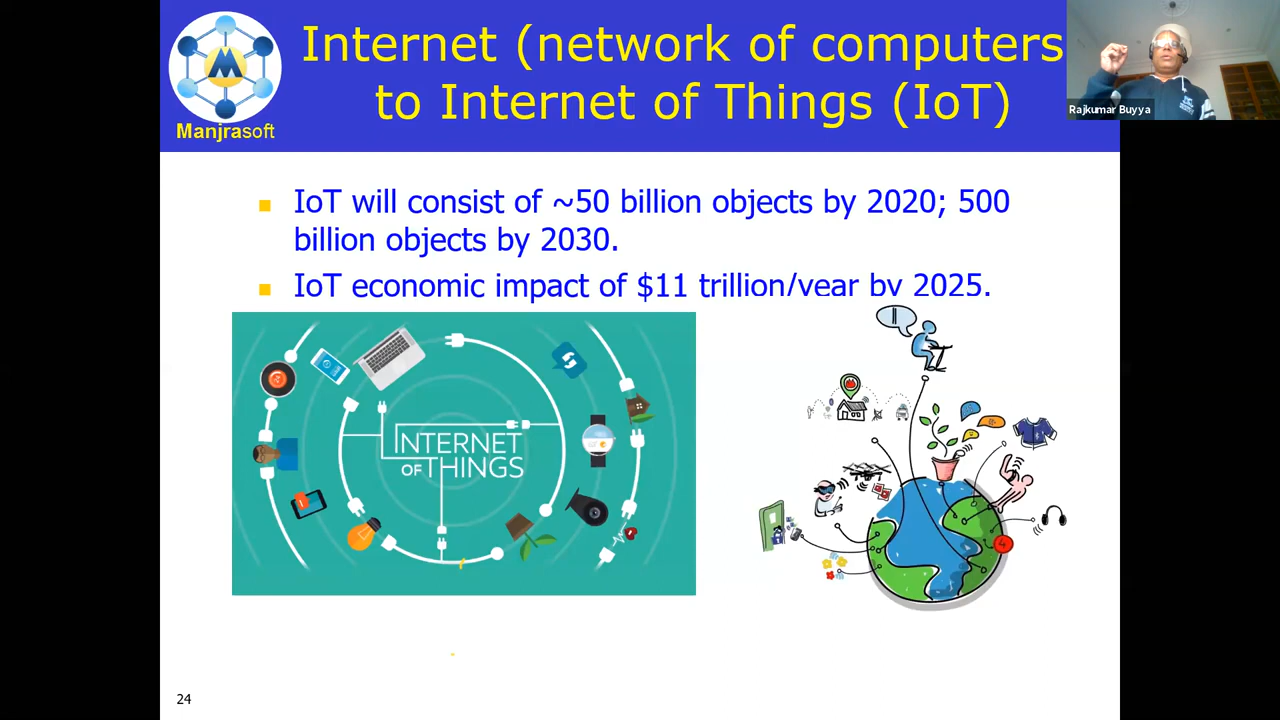 Internet (network of computers
to Internet of Things (IoT)
Manjrasoft
Rajkumar Buyya
IoT will consist of ~50 billion objects by 2020; 500
billion objects by 2030.
IoT economic impact of $11 trillion/year by 2025.
INTERNET
OF THINGS
4
24